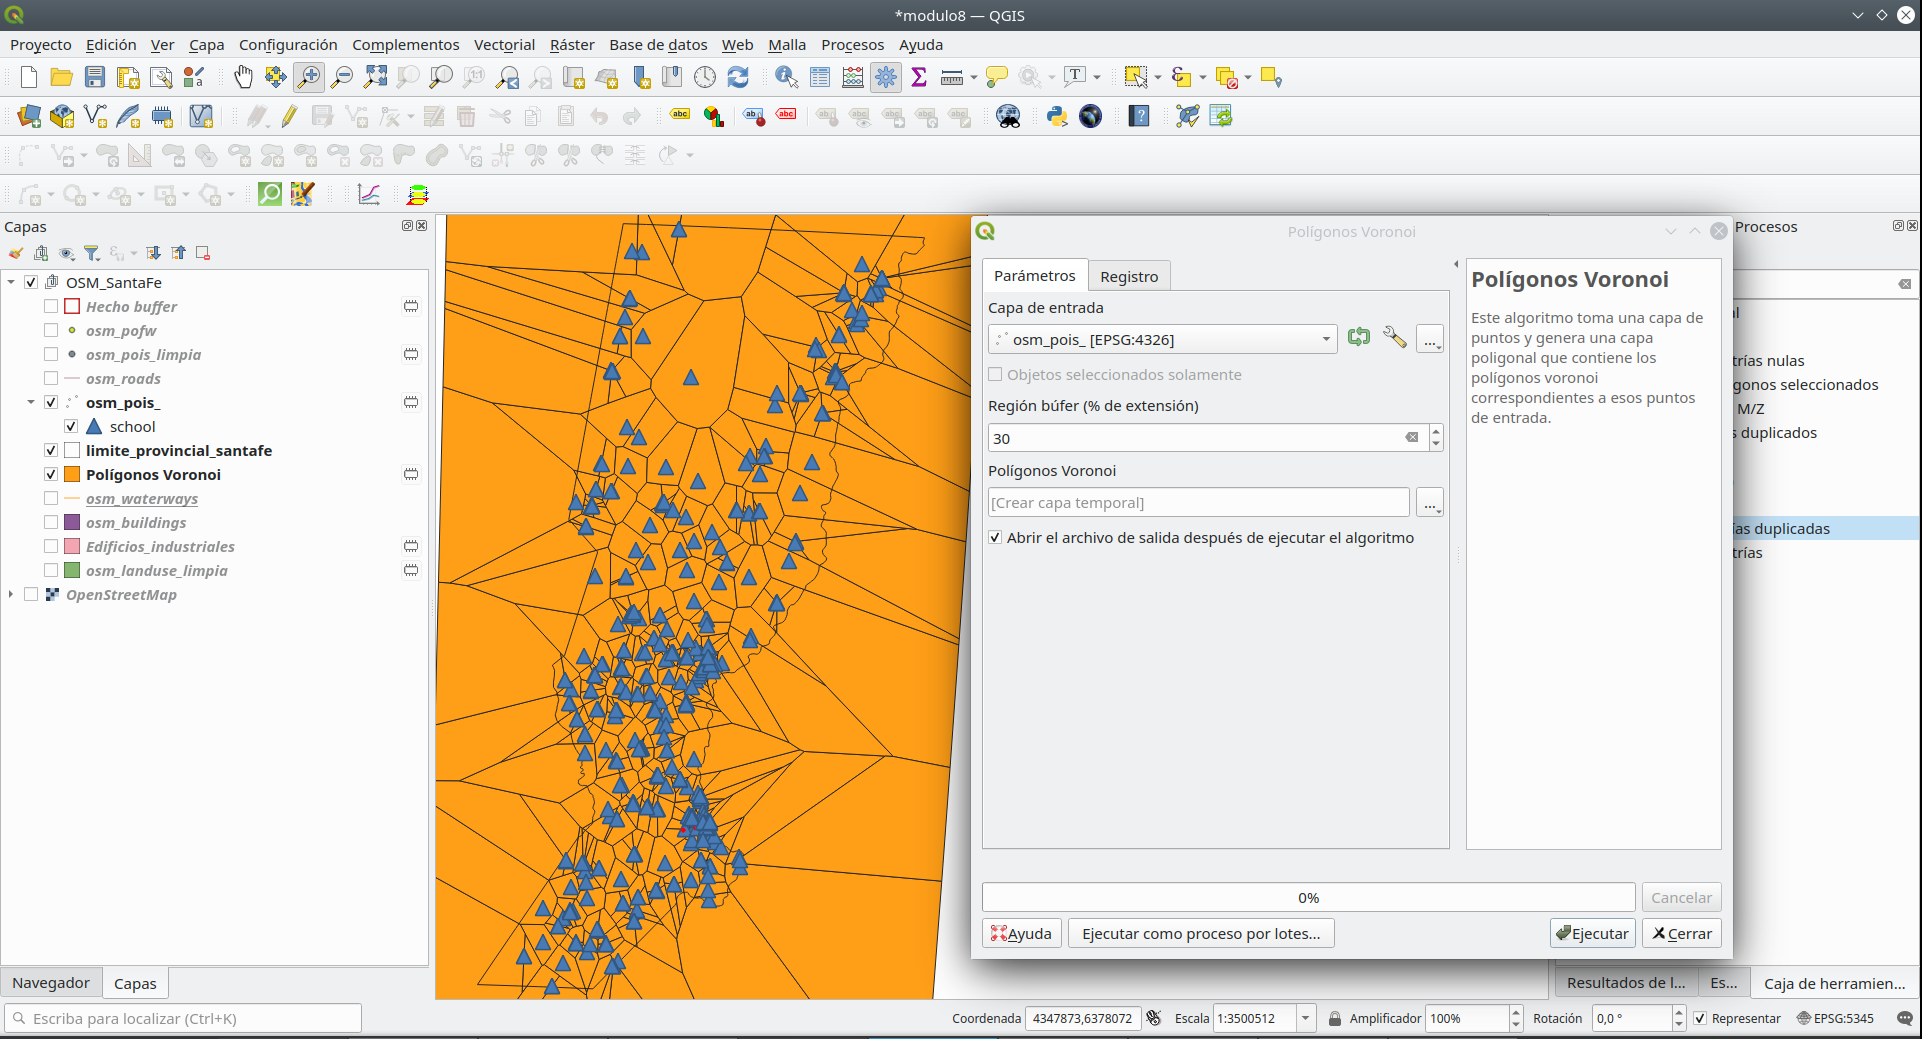 *modulo8 — QGIS
Proyecto Edición Ver Capa Configuración Complementos Vectorial Ráster Base de datos Web Malla Procesos Ayuda
Capas
OSM_SantaFe
Hecho buffer
osm_pofw
osm_pois_limpia
osm_roads
osm_pois_
school
limite_provincial_santafe
Polígonos Voronoi
osm_waterways
osm_buildings
Edificios_industriales
osm_landuse_limpia
OpenStreetMap
Navegador Capas
Polígonos Voronoi
Parámetros Registro
Capa de entrada
osm_pois_ [EPSG:4326]
...
Objetos seleccionados solamente
Región búfer (% de extensión)
30
Polígonos Voronoi
[Crear capa temporal]
...
Abrir el archivo de salida después de ejecutar el algoritmo
Polígonos Voronoi
Este algoritmo toma una capa de
puntos y genera una capa
poligonal que contiene los
polígonos voronoi
correspondientes a esos puntos
de entrada.
0%
Cancelar
Ayuda Ejecutar como proceso por lotes... Ejecutar Cerrar
Procesos
trías nulas
gonos seleccionados
M/Z
s duplicados
ías duplicadas
trías
Resultados de l... Es... Caja de herramien...
Escriba para localizar (Ctrl+K)
Coordenada 4347873,6378072 Escala 1:3500512 Amplificador 100% Rotación 0,0 ° Representar EPSG:5345